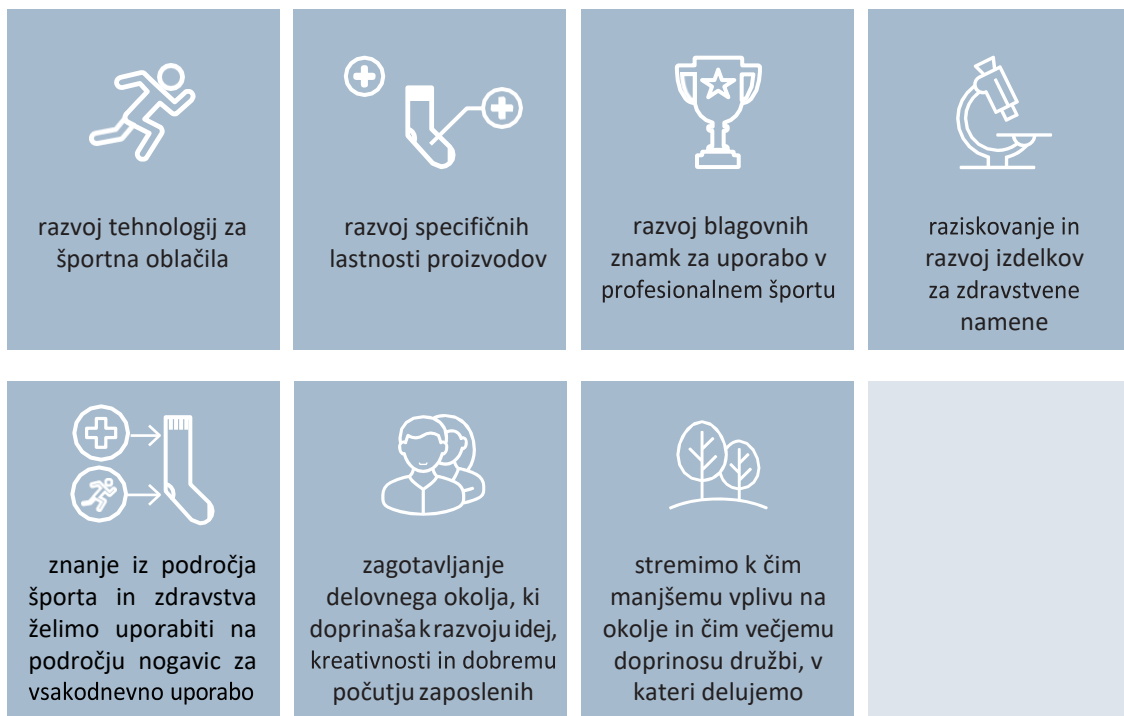 razvoj tehnologij za
športna oblačila
razvoj specifičnih
lastnosti proizvodov
razvoj blagovnih
znamk za uporabo v
profesionalnem športu
raziskovanje in
razvoj izdelkov
za zdravstvene
namene
znanje iz področja
športa in zdravstva
želimo uporabiti na
področju nogavic za
vsakodnevno uporabo
zagotavljanje
delovnega okolja, ki
doprinaša k razvoju idej,
kreativnosti in dobremu
počutju zaposlenih
stremimo k čim
manjšemu vplivu na
okolje in čim večjemu
doprinosu družbi, v
kateri delujemo